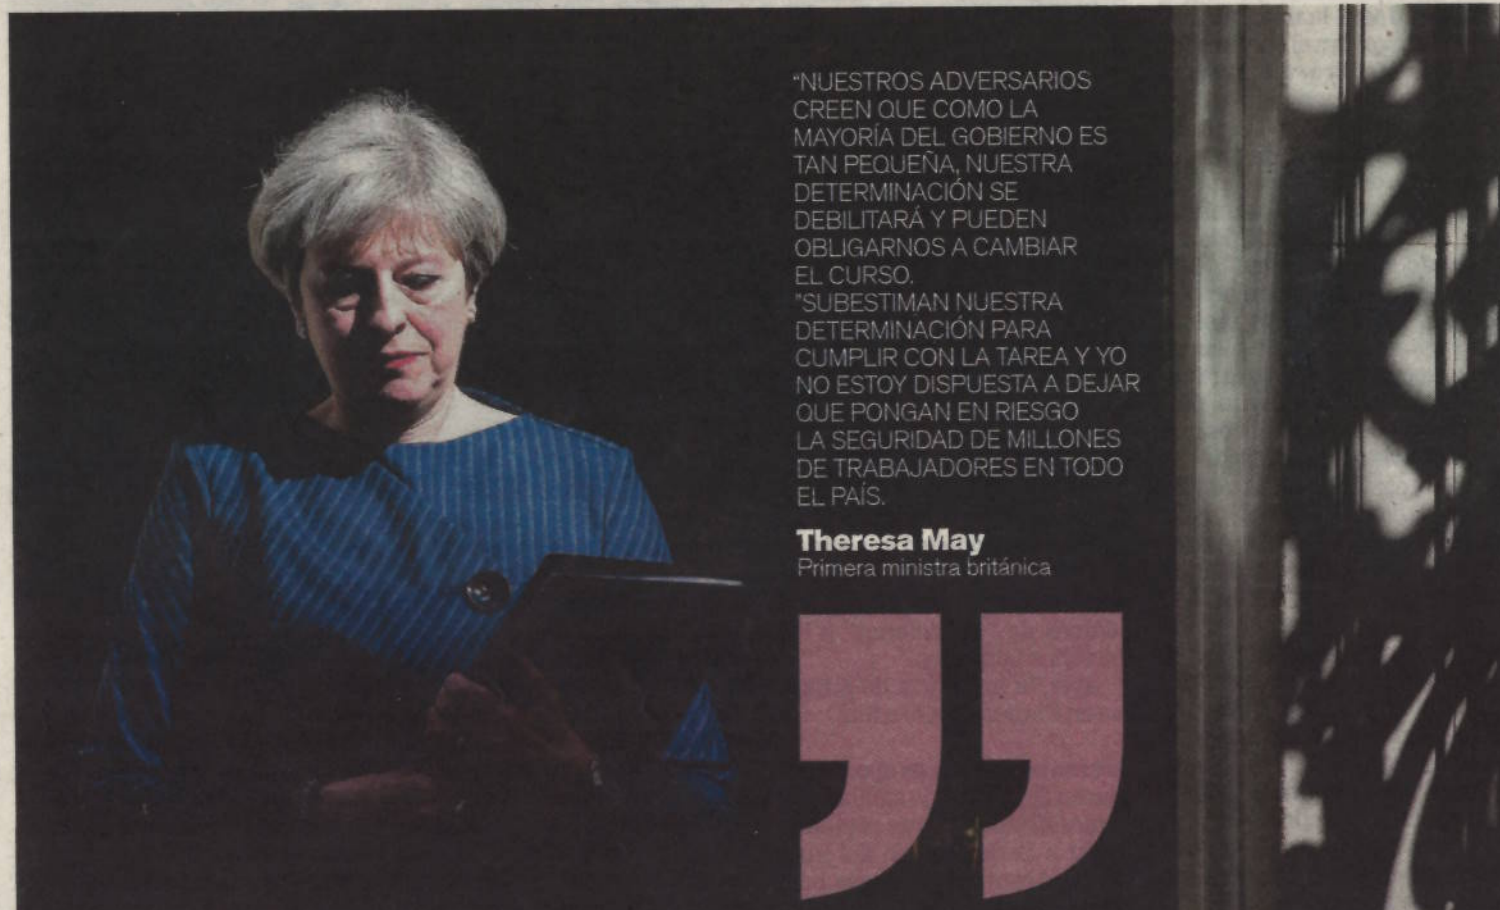 “NUESTROS ADVERSARIOS
CREEN QUE COMO LA
MAYORÍA DEL GOBIERNO ES
TAN PEQUEÑA, NUESTRA
DETERMINACIÓN SE
DEBILITARÁ Y PUEDEN
OBLIGARNOS A CAMBIAR
EL CURSO.
"SUBESTIMAN NUESTRA
DETERMINACIÓN PARA
CUMPLIR CON LA TAREA Y YO
NO ESTOY DISPUESTA A DEJAR
QUE PONGAN EN RIESGO
LA SEGURIDAD DE MILLONES
DE TRABAJADORES EN TODO
EL PAÍS.
Theresa May
Primera ministra británica
”